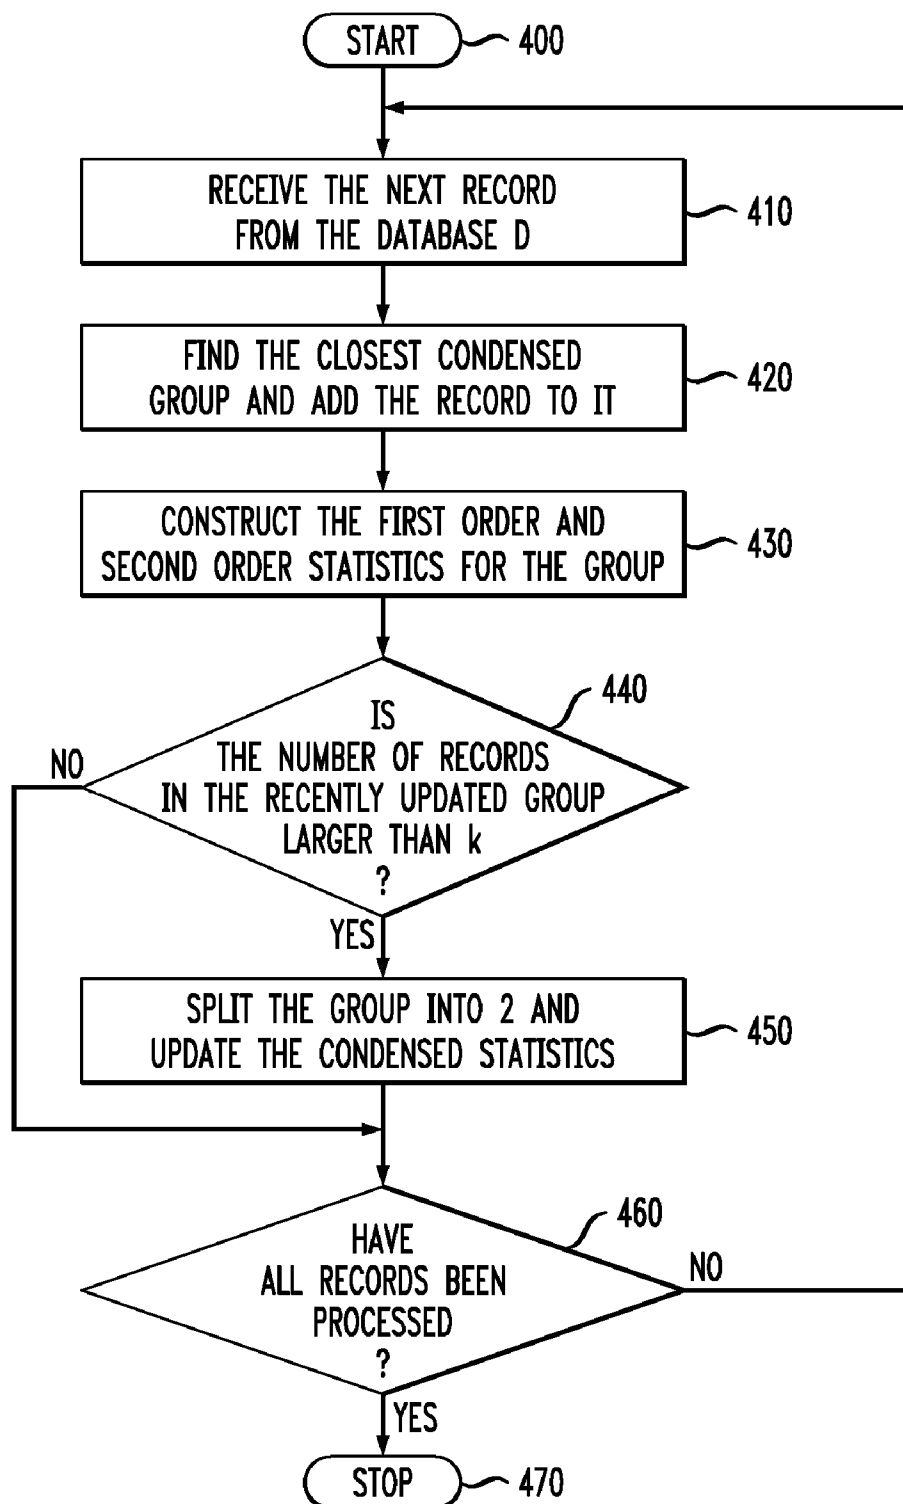 START
400
RECEIVE THE NEXT RECORD
FROM THE DATABASE D
410
FIND THE CLOSEST CONDENSED
GROUP AND ADD THE RECORD TO IT
420
CONSTRUCT THE FIRST ORDER AND
SECOND ORDER STATISTICS FOR THE GROUP
430
440
IS
THE NUMBER OF RECORDS
IN THE RECENTLY UPDATED GROUP
LARGER THAN k
?
NO
YES
SPLIT THE GROUP INTO 2 AND
UPDATE THE CONDENSED STATISTICS
450
460
HAVE
ALL RECORDS BEEN
PROCESSED
?
NO
YES
STOP
470